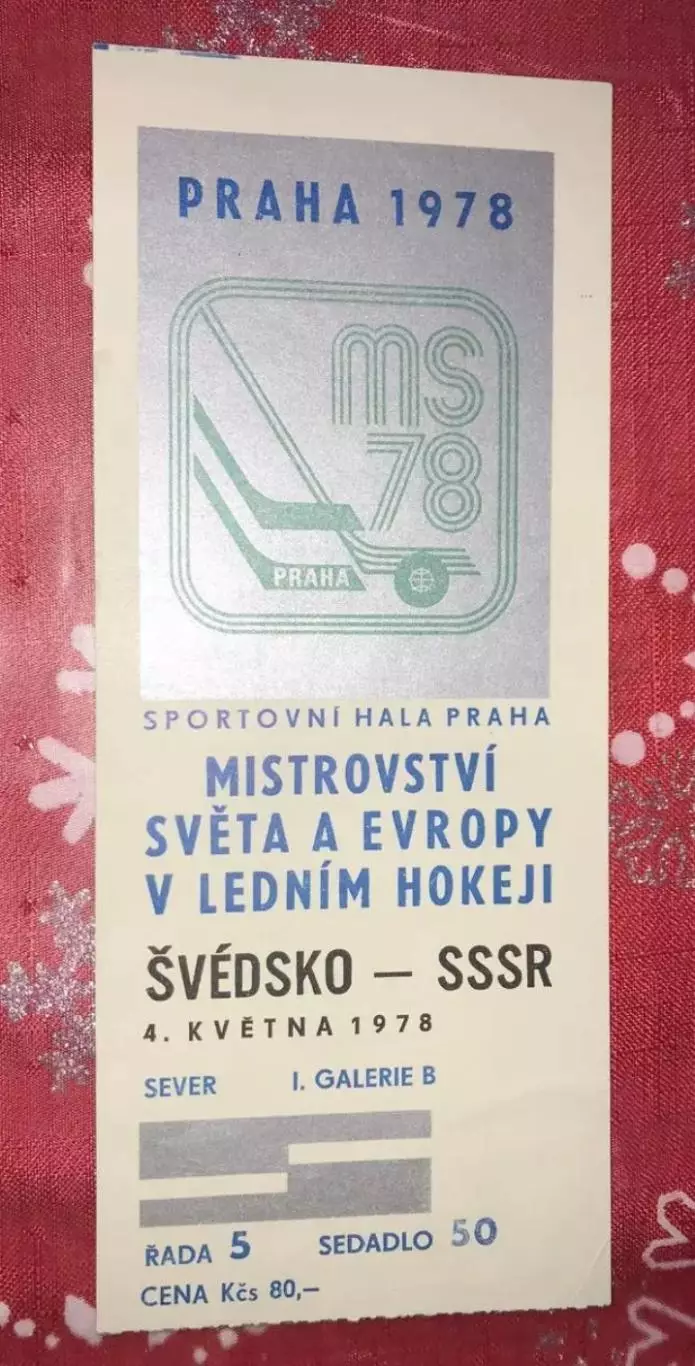 PRAHA 1978
MS
78
PRAHA
SPORTOVNÍ HALA PRAHA
MISTROVSTVÍ
SVĚTA A EVROPY
V LEDNÍM HOKEJI
ŠVÉDSKO – SSSR
4. KVĚTNA 1978
SEVER I. GALERIE B
ŘADA 5 SEDADLO 50
CENA Kčs 80,–